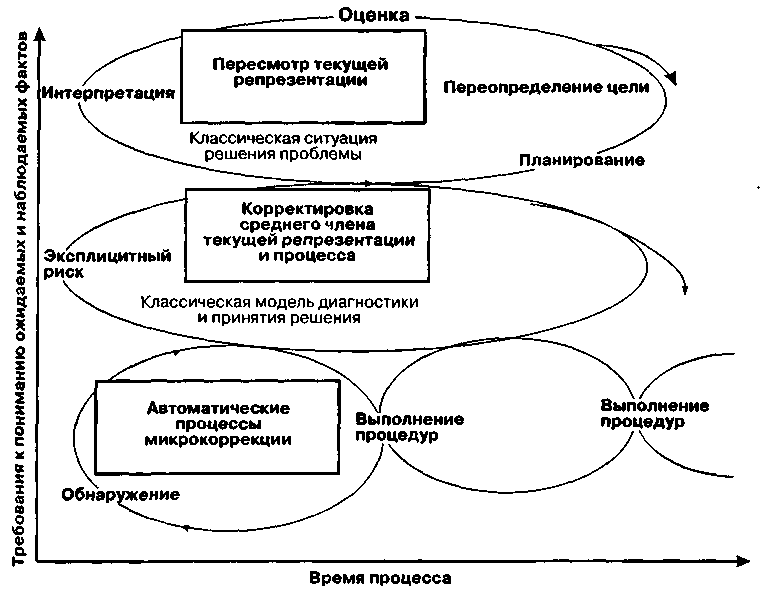 Оценка
Пересмотр текущей
репрезентации
Интерпретация
Переопределение цели
Классическая ситуация
решения проблемы
Планирование
Корректировка
среднего члена
текущей репрезентации
и процесса
Эксплицитный
риск
Классическая модель диагностики
и принятия решения
Автоматические
процессы
микрокоррекции
Выполнение
процедур
Выполнение
процедур
Обнаружение
Требования к пониманию ожидаемых и наблюдаемых фактов
Время процесса